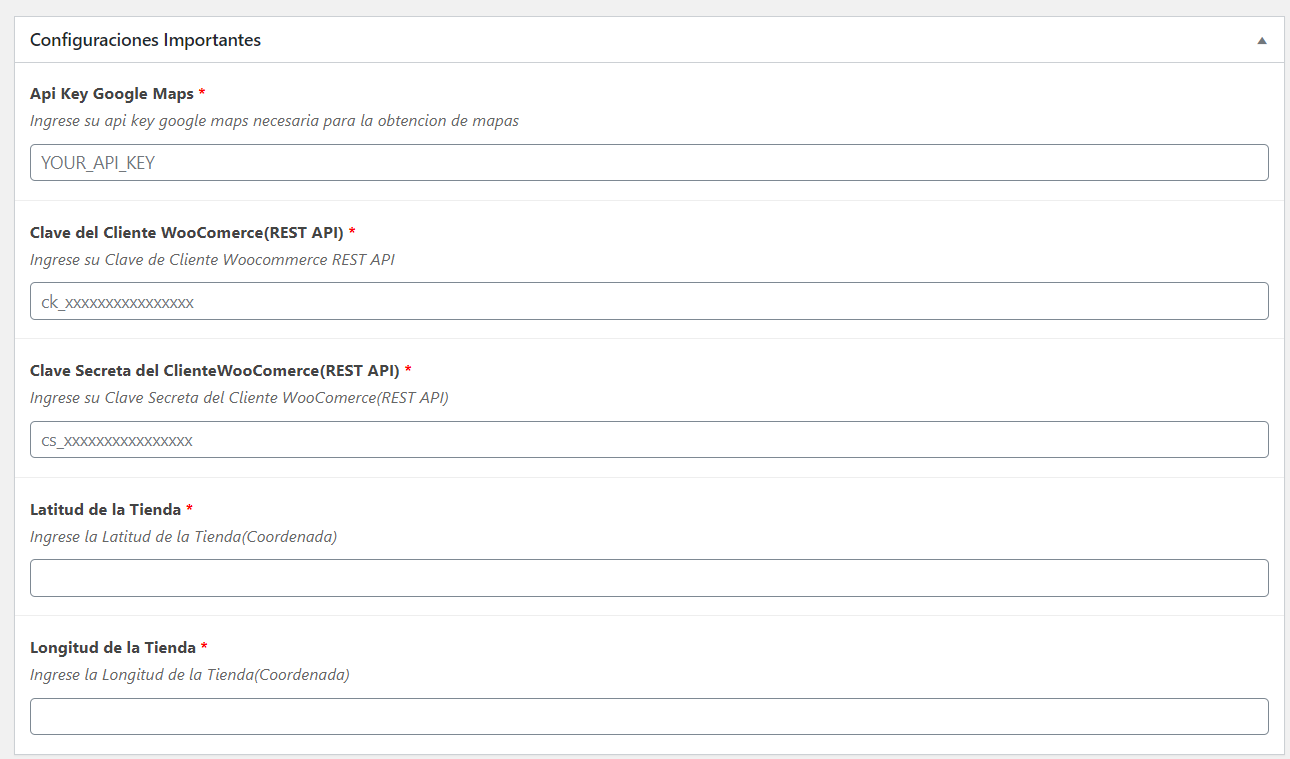 Configuraciones Importantes
Api Key Google Maps *
Ingrese su api key google maps necesaria para la obtencion de mapas
YOUR_API_KEY
Clave del Cliente WooComerce(REST API) *
Ingrese su Clave de Cliente Woocommerce REST API
ck_xxxxxxxxxxxxxxxx
Clave Secreta del ClienteWooComerce(REST API) *
Ingrese su Clave Secreta del Cliente WooComerce(REST API)
cs_xxxxxxxxxxxxxxxx
Latitud de la Tienda *
Ingrese la Latitud de la Tienda(Coordenada)
Longitud de la Tienda *
Ingrese la Longitud de la Tienda(Coordenada)